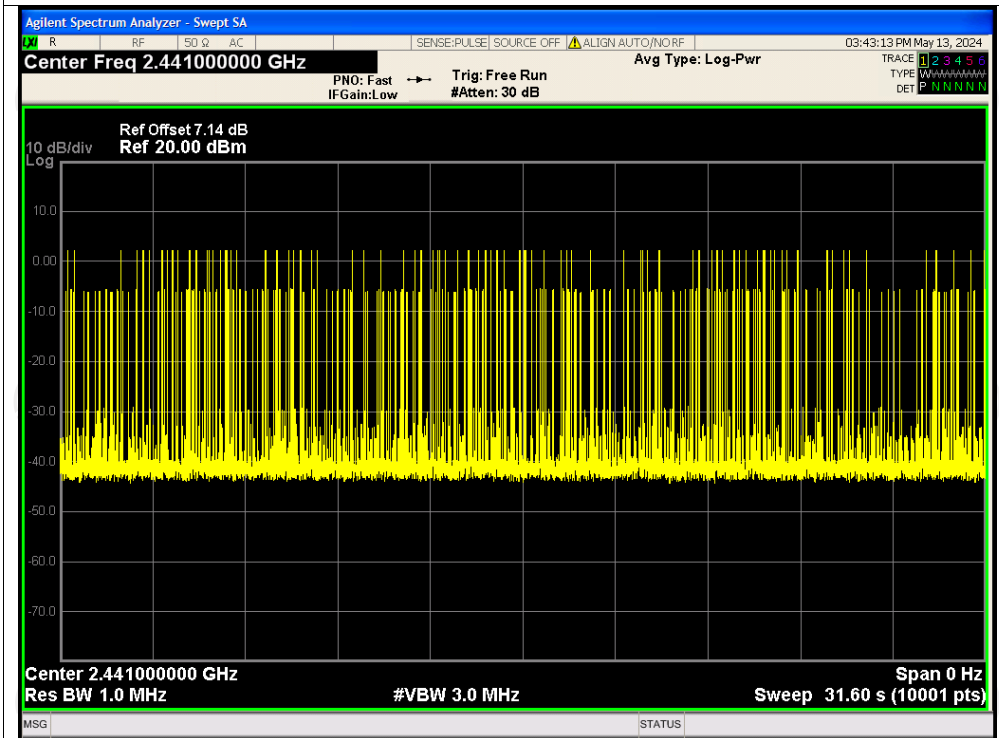 Agilent Spectrum Analyzer - Swept SA
LXI R RF 50 Ω AC SENSE:PULSE SOURCE OFF ALIGN AUTO/NO RF 03:43:13 PM May 13, 2024
Center Freq 2.441000000 GHz Avg Type: Log-Pwr TRACE 1 2 3 4 5 6
PNO: Fast Trig: Free Run TYPE W
IFGain:Low #Atten: 30 dB DET P N N N N N
Ref Offset 7.14 dB
10 dB/div Ref 20.00 dBm
Log
10.0
0.00
-10.0
-20.0
-30.0
-40.0
-50.0
-60.0
-70.0
Center 2.441000000 GHz Span 0 Hz
Res BW 1.0 MHz #VBW 3.0 MHz Sweep 31.60 s (10001 pts)
MSG STATUS